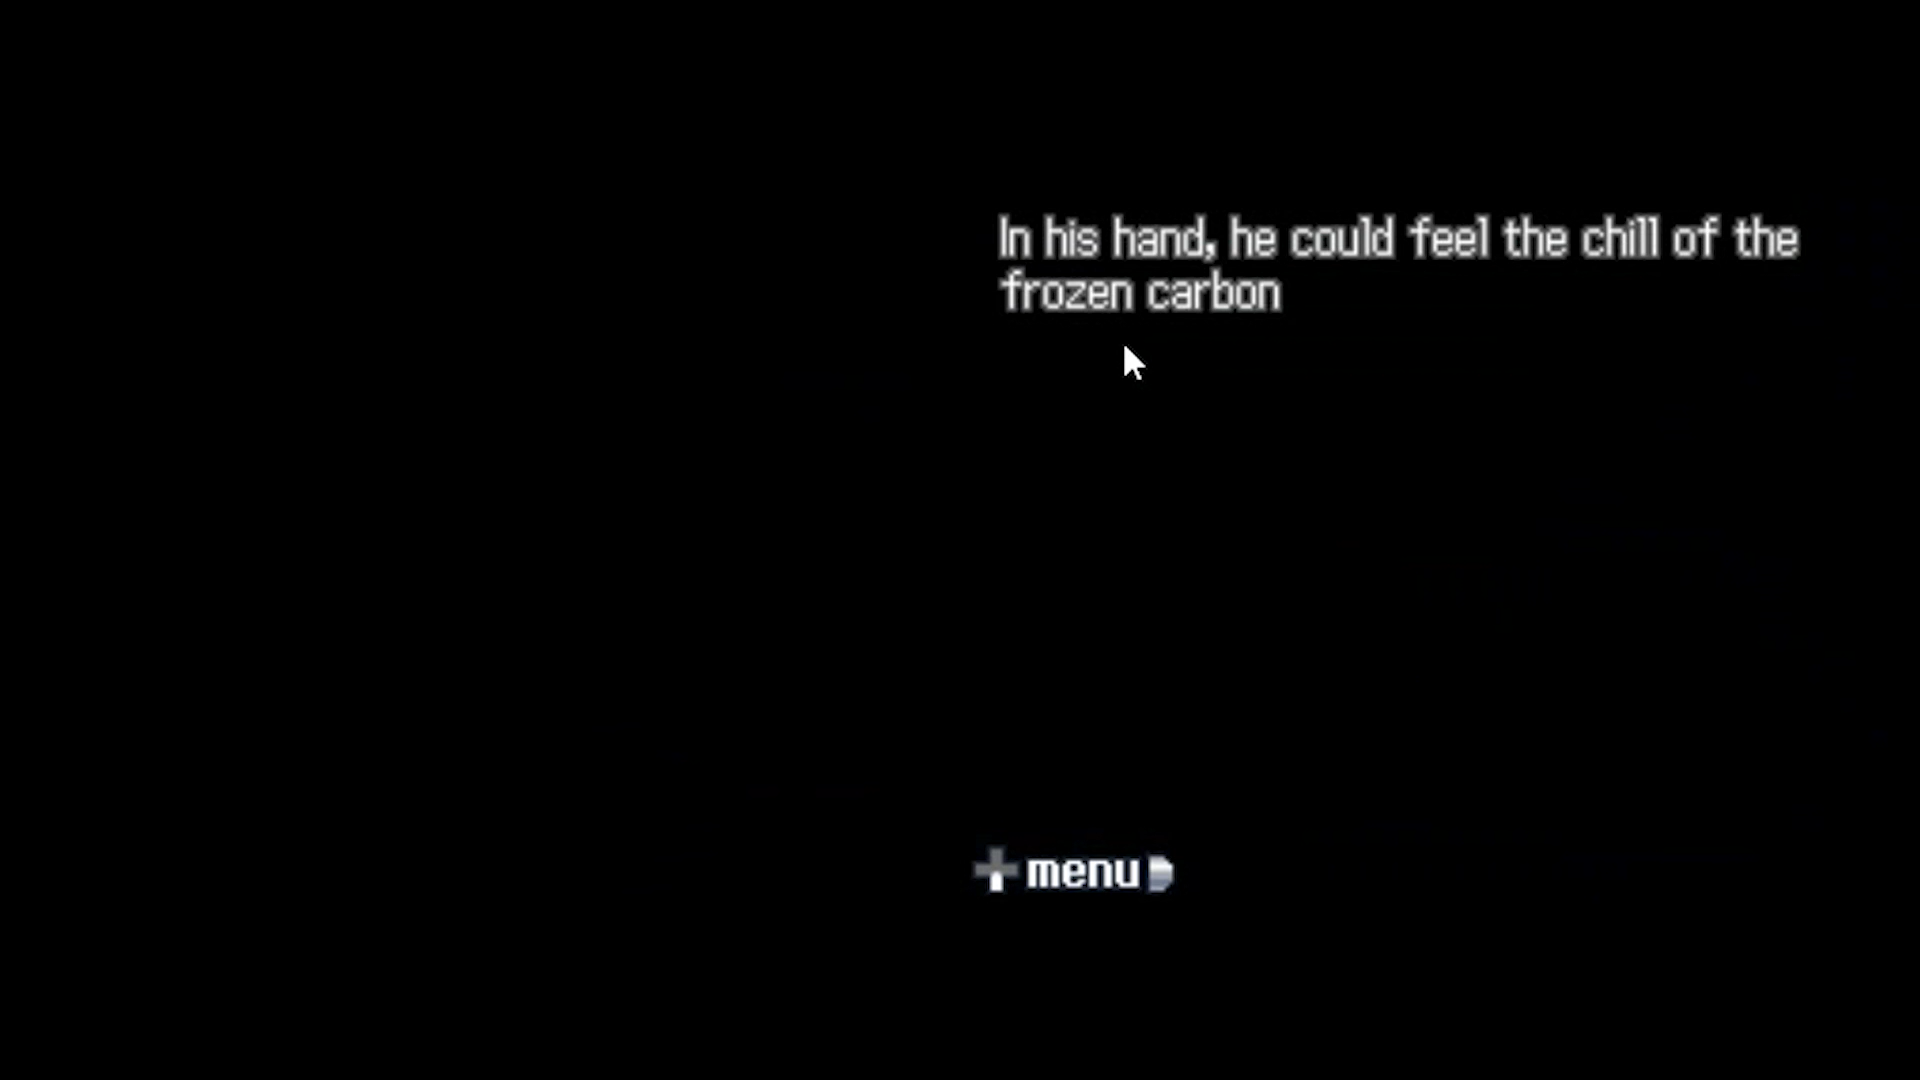 In his hand, he could feel the chill of the
frozen carbon
menu